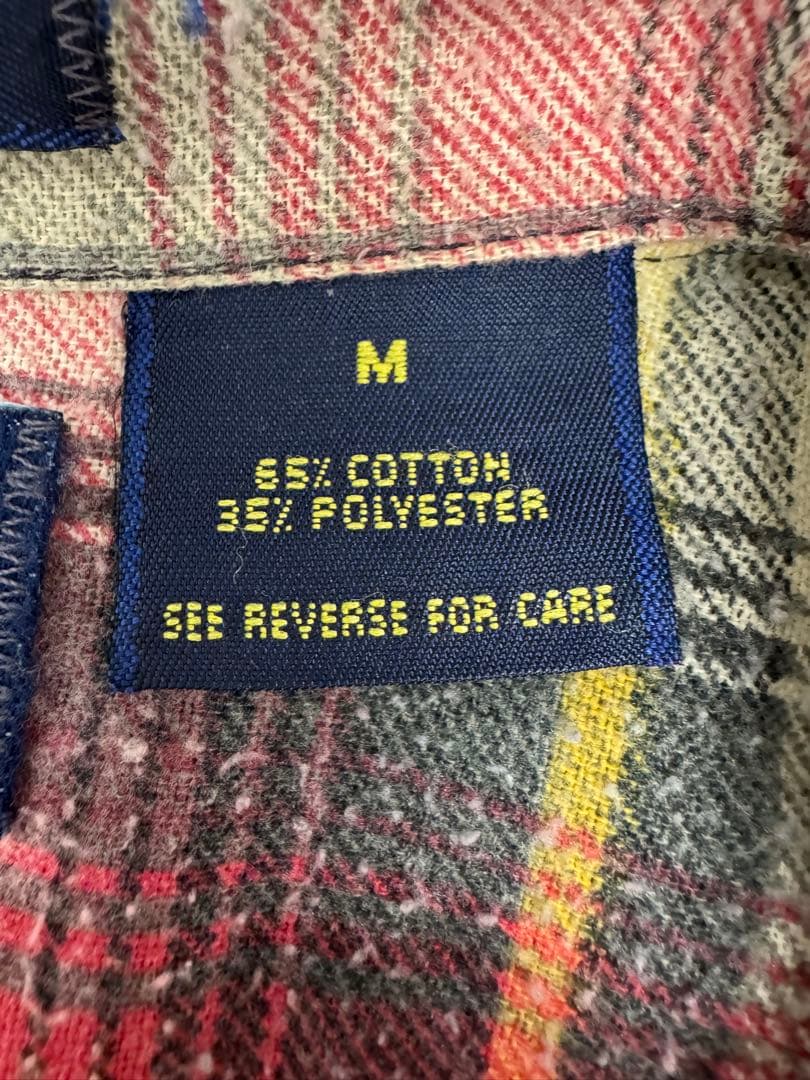 M
65% COTTON
35% POLYESTER
SEE REVERSE FOR CARE